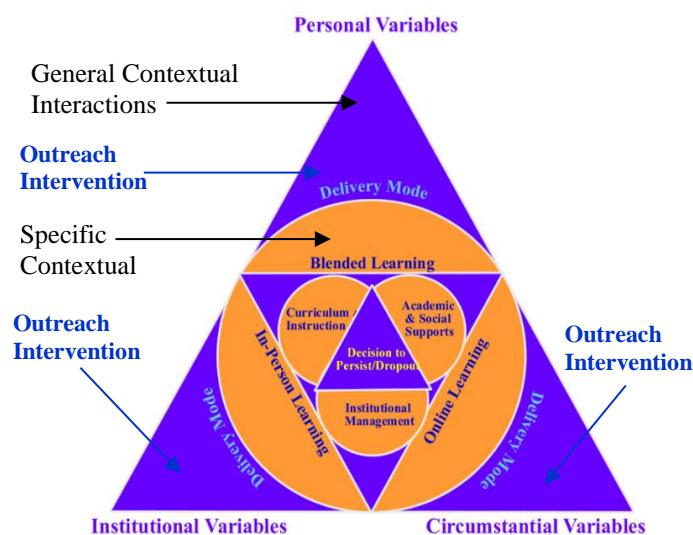 Personal Variables
General Contextual
Interactions
Outreach
Intervention
Delivery Mode
Specific
Contextual
Blended Learning
Curriculum /
Instruction
Academic
& Social
Supports
Outreach
Intervention
Outreach
Intervention
Decision to
Persist/Dropout
In-Person Learning
Online Learning
Institutional
Management
Delivery Mode
Delivery Mode
Institutional Variables
Circumstantial Variables